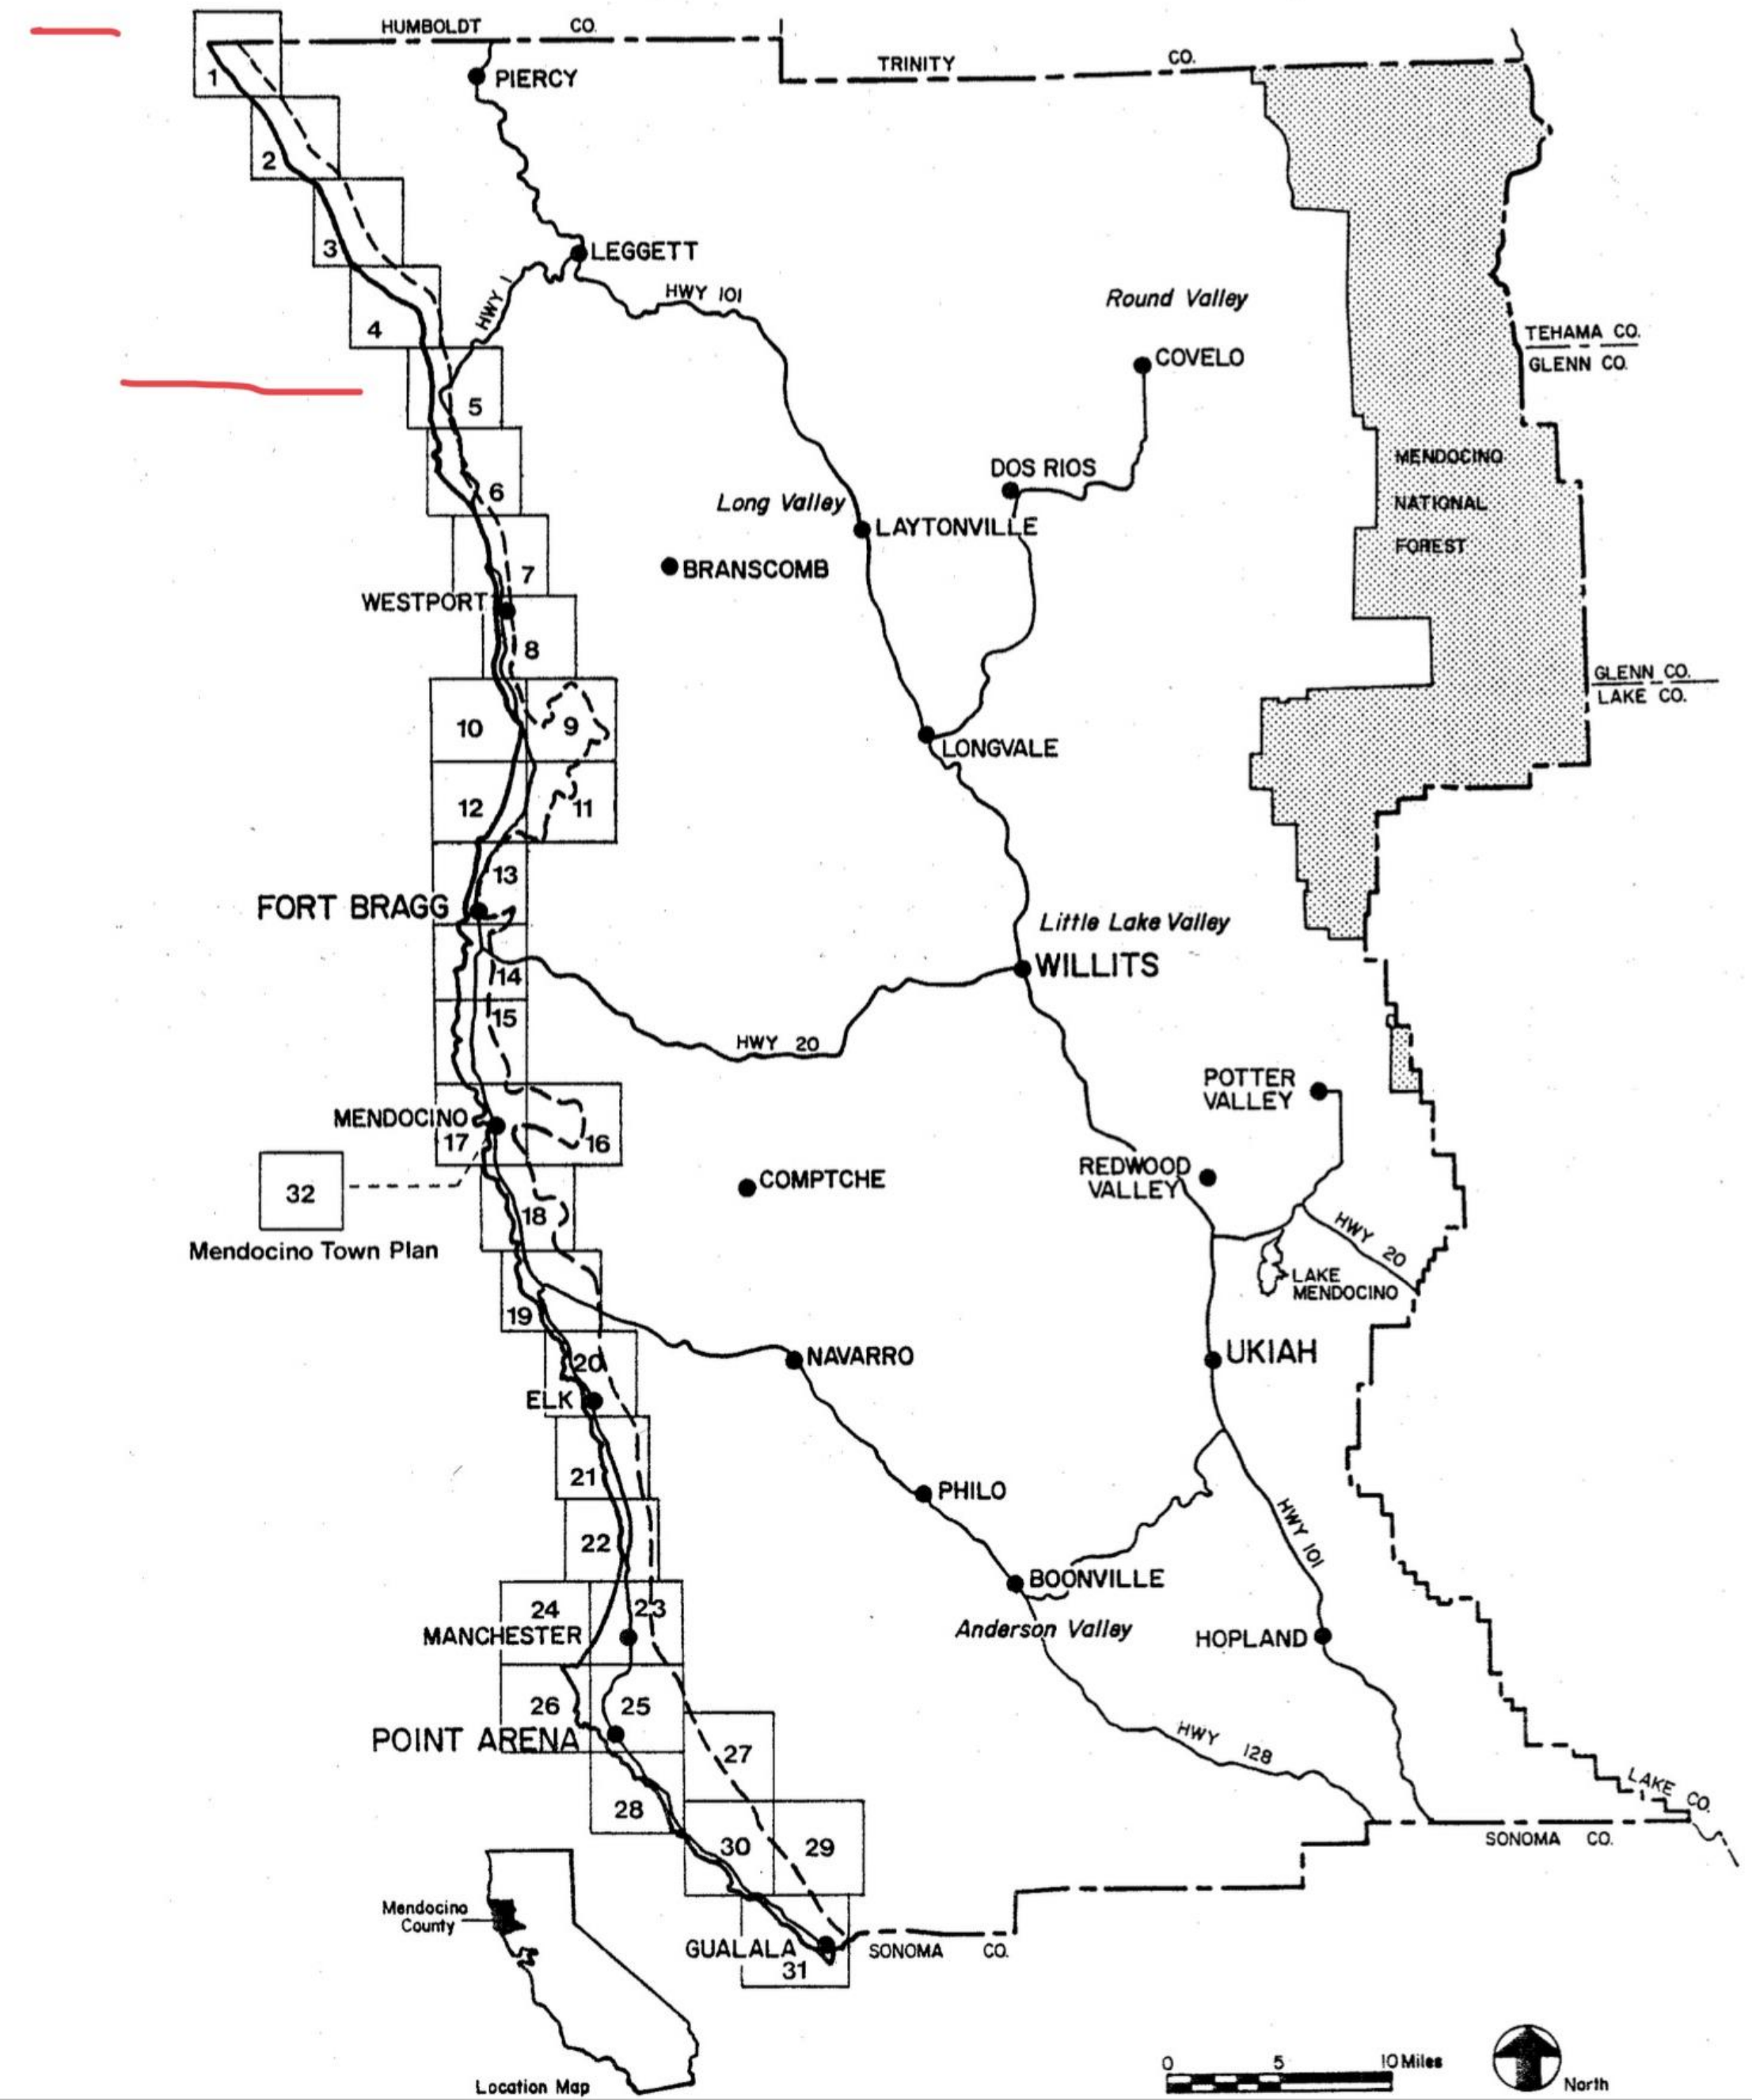 HUMBOLDT CO.
TRINITY CO.
1
PIERCY
2
3
LEGGETT
HWY 1
HWY 101
Round Valley
4
TEHAMA CO.
GLENN CO.
COVELO
5
MENDOCINO
NATIONAL
FOREST
DOS RIOS
6
Long Valley
LAYTONVILLE
BRANSCOMB
7
WESTPORT
8
GLENN CO.
LAKE CO.
10
9
LONGVALE
12
11
13
FORT BRAGG
Little Lake Valley
WILLITS
14
15
HWY 20
POTTER
VALLEY
MENDOCINO
17
16
32
Mendocino Town Plan
COMPTCHE
REDWOOD
VALLEY
18
HWY 20
LAKE
MENDOCINO
19
20
NAVARRO
UKIAH
ELK
21
PHILO
HWY 101
22
BOONVILLE
24
23
MANCHESTER
Anderson Valley
HOPLAND
26
25
POINT ARENA
27
HWY 128
28
LAKE CO.
30
29
SONOMA CO.
Mendocino
County
GUALALA
SONOMA CO.
31
0 5 10 Miles
North
Location Map